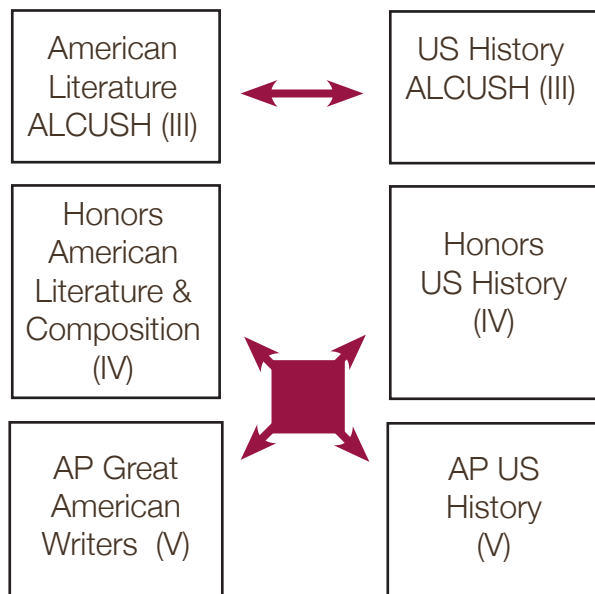 American
Literature
ALCUSH (III)
US History
ALCUSH (III)
Honors
American
Literature &
Composition
(IV)
Honors
US History
(IV)
AP Great
American
Writers (V)
AP US
History
(V)